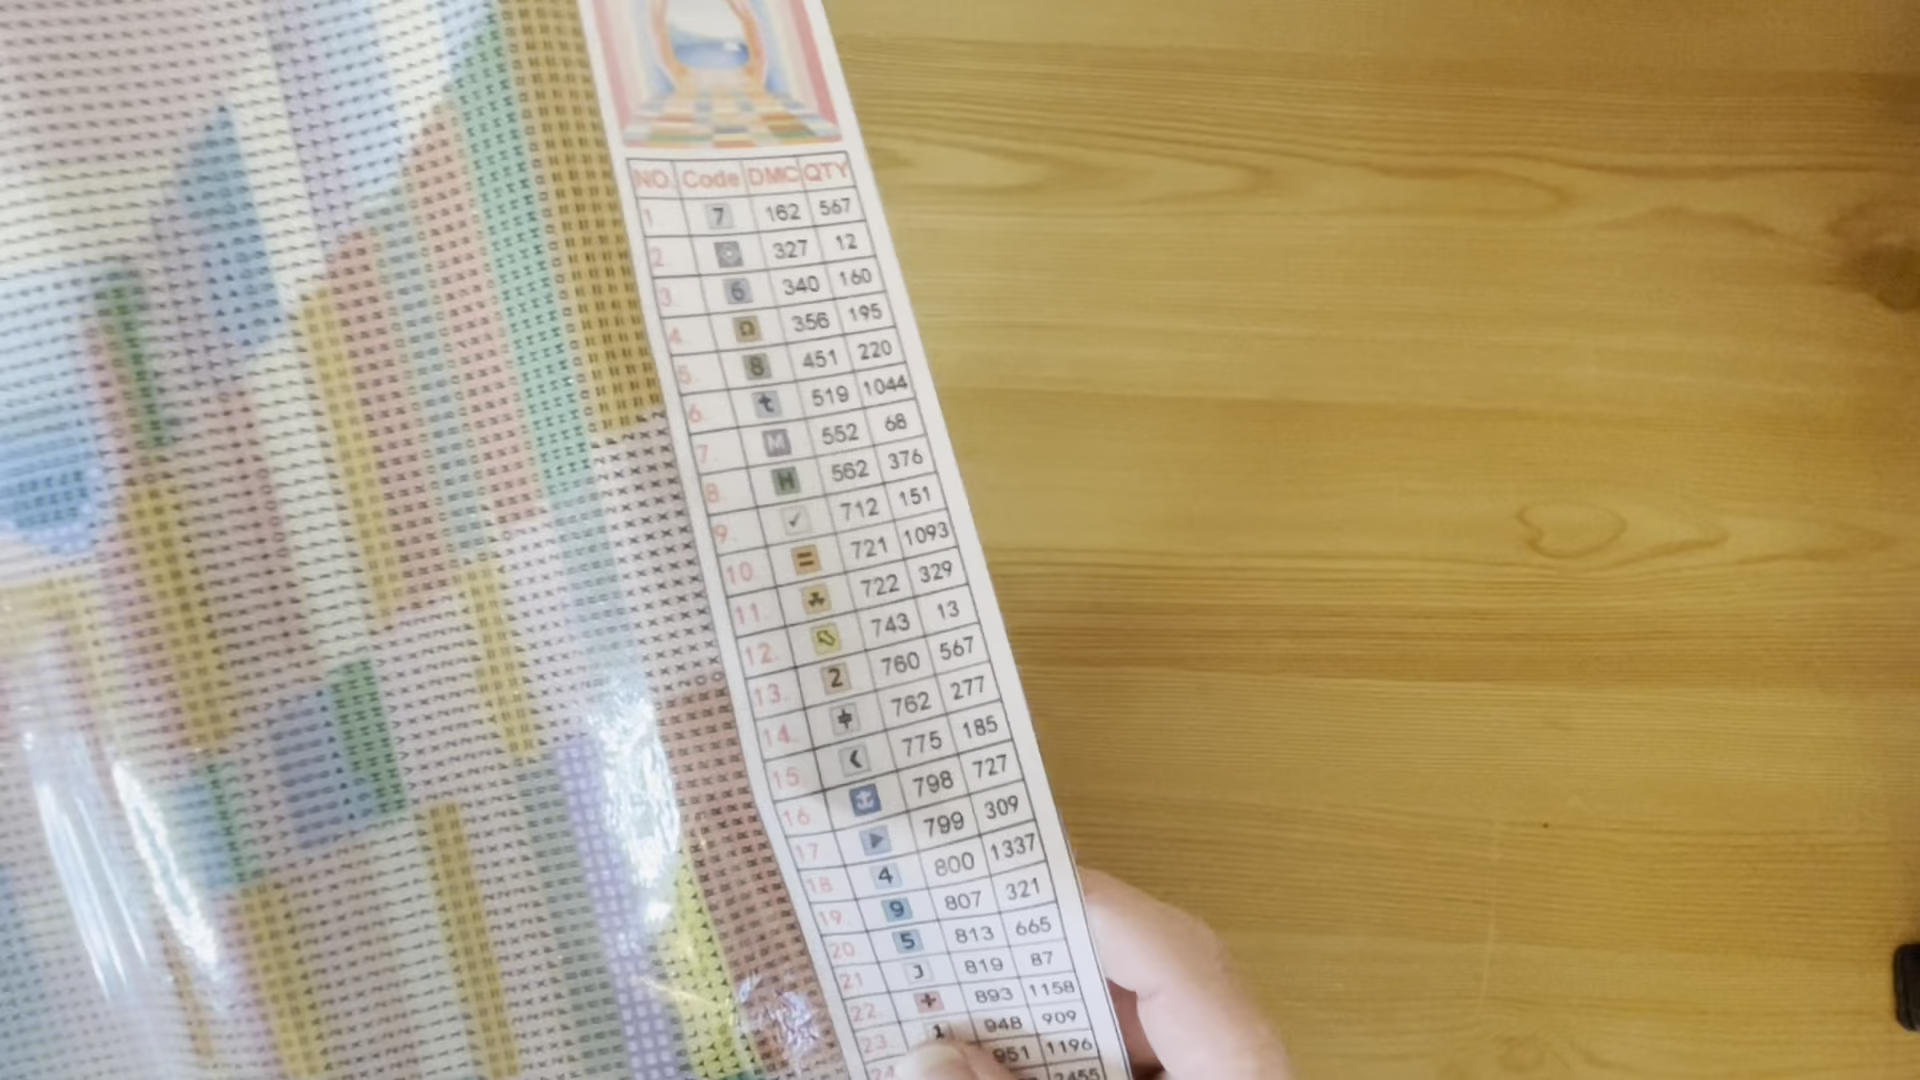 NO. Code DMC QTY
1 7 162 567
2 327 12
3. 6 340 160
4. Ω 356 195
5. 8 451 220
6. t 519 1044
7. M 552 68
8. H 562 376
9. ✓ 712 151
10. = 721 1093
11. ☘ 722 329
12. 743 13
13. 2 760 567
14. 762 277
15. ❮ 775 185
16. ⚓ 798 727
17 ▶ 799 309
18. 4 800 1337
19. 9 807 321
20 5 813 665
21 J 819 87
22. + 893 1158
23. 1 948 909
24. 951 1196
2455